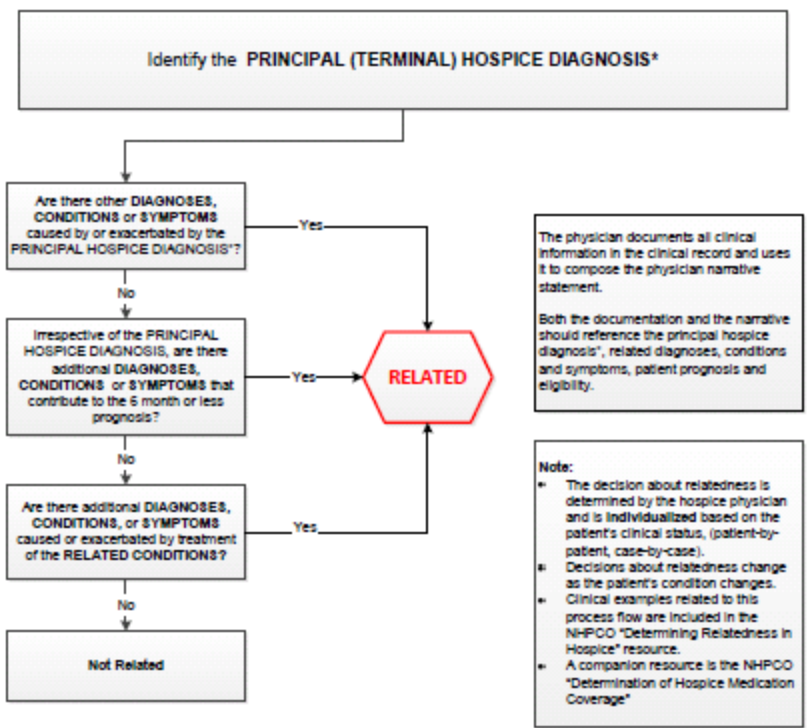 Identify the PRINCIPAL (TERMINAL) HOSPICE DIAGNOSIS*
Are there other DIAGNOSES,
CONDITIONS or SYMPTOMS
caused by or exacerbated by the
PRINCIPAL HOSPICE DIAGNOSIS*?
Yes
No
Irrespective of the PRINCIPAL
HOSPICE DIAGNOSIS, are there
additional DIAGNOSES,
CONDITIONS or SYMPTOMS that
contribute to the 6 month or less
prognosis?
Yes
RELATED
No
Are there additional DIAGNOSES,
CONDITIONS, or SYMPTOMS
caused or exacerbated by treatment
of the RELATED CONDITIONS?
Yes
No
Not Related
The physician documents all clinical
information in the clinical record and uses
it to compose the physician narrative
statement.
Both the documentation and the narrative
should reference the principal hospice
diagnosis*, related diagnoses, conditions
and symptoms, patient prognosis and
eligibility.
Note:
• The decision about relatedness is
determined by the hospice physician
and is individualized based on the
patient's clinical status, (patient-by-
patient, case-by-case).
• Decisions about relatedness change
as the patient's condition changes.
• Clinical examples related to this
process flow are included in the
NHPCO "Determining Relatedness in
Hospice" resource.
• A companion resource is the NHPCO
"Determination of Hospice Medication
Coverage"